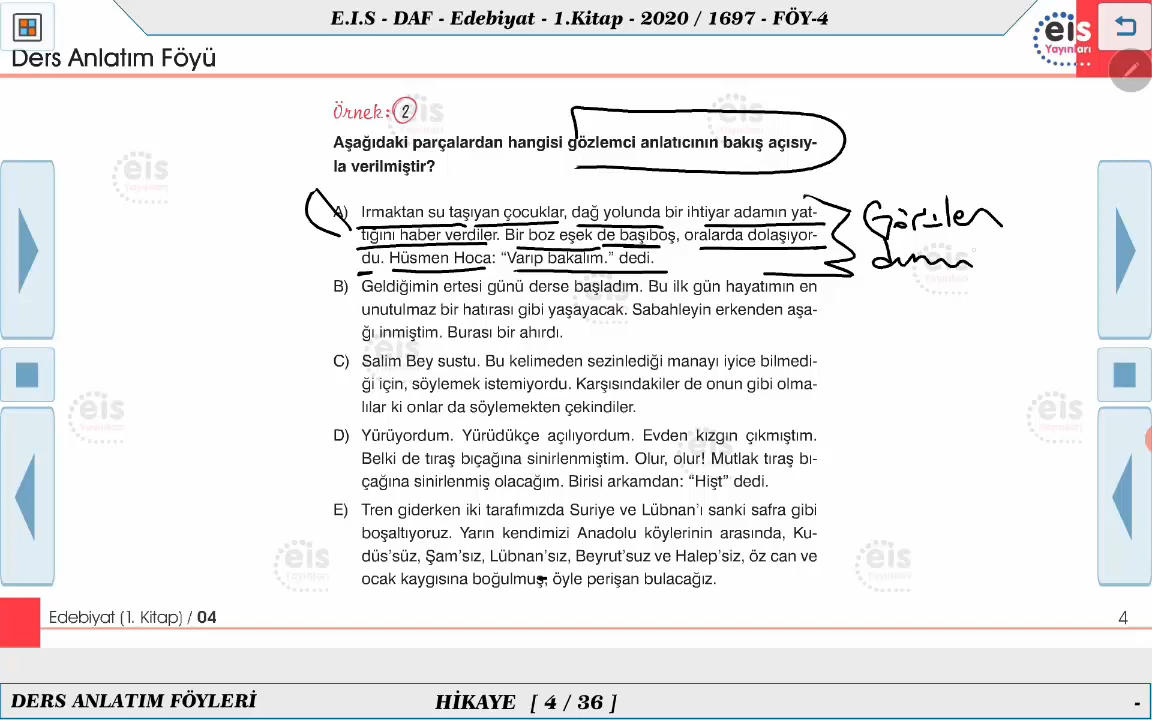 E.I.S - DAF - Edebiyat - 1.Kitap - 2020 / 1697 - FÖY-4
Ders Anlatım Föyü
eis
Yayınları
Örnek: 2
Aşağıdaki parçalardan hangisi gözlemci anlatıcının bakış açısıy-
la verilmiştir?
A) Irmaktan su taşıyan çocuklar, dağ yolunda bir ihtiyar adamın yat-
tığını haber verdiler. Bir boz eşek de başıboş, oralarda dolaşıyor-
du. Hüsmen Hoca: “Varıp bakalım.” dedi.
Görülen
B) Geldiğimin ertesi günü derse başladım. Bu ilk gün hayatımın en
unutulmaz bir hatırası gibi yaşayacak. Sabahleyin erkenden aşa-
ğı inmiştim. Burası bir ahırdı.
C) Salim Bey sustu. Bu kelimeden sezinlediği manayı iyice bilmedi-
ği için, söylemek istemiyordu. Karşısındakiler de onun gibi olma-
lılar ki onlar da söylemekten çekindiler.
D) Yürüyordum. Yürüdükçe açılıyordum. Evden kızgın çıkmıştım.
Belki de tıraş bıçağına sinirlenmiştim. Olur, olur! Mutlak tıraş bı-
çağına sinirlenmiş olacağım. Birisi arkamdan: “Hişt” dedi.
E) Tren giderken iki tarafımızda Suriye ve Lübnan’ı sanki safra gibi
boşaltıyoruz. Yarın kendimizi Anadolu köylerinin arasında, Ku-
düs’süz, Şam’sız, Lübnan’sız, Beyrut’suz ve Halep’siz, öz can ve
ocak kaygısına boğulmuş, öyle perişan bulacağız.
Edebiyat (1. Kitap) / 04
4
DERS ANLATIM FÖYLERİ
HİKAYE [ 4 / 36 ]
-